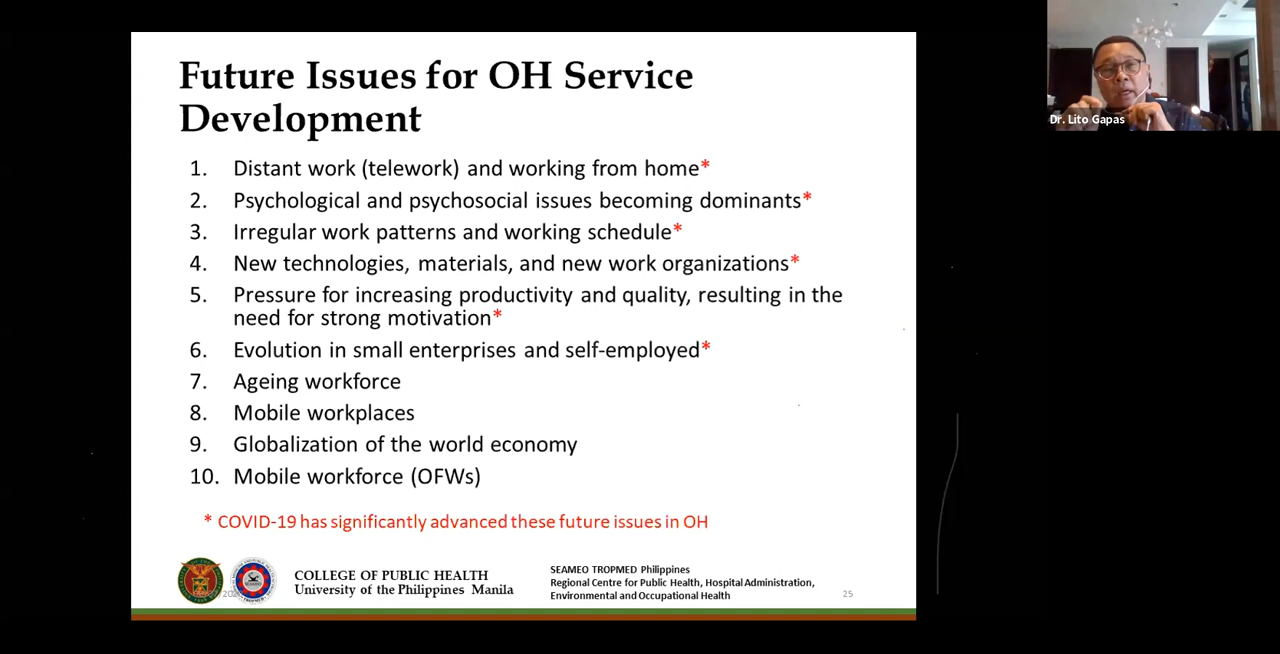 Future Issues for OH Service
Development
1. Distant work (telework) and working from home*
2. Psychological and psychosocial issues becoming dominants*
3. Irregular work patterns and working schedule*
4. New technologies, materials, and new work organizations*
5. Pressure for increasing productivity and quality, resulting in the
need for strong motivation*
6. Evolution in small enterprises and self-employed*
7. Ageing workforce
8. Mobile workplaces
9. Globalization of the world economy
10. Mobile workforce (OFWs)
* COVID-19 has significantly advanced these future issues in OH
COLLEGE OF PUBLIC HEALTH
University of the Philippines Manila
SEAMEO TROPMED Philippines
Regional Centre for Public Health, Hospital Administration,
Environmental and Occupational Health
25
Dr. Lito Gapas